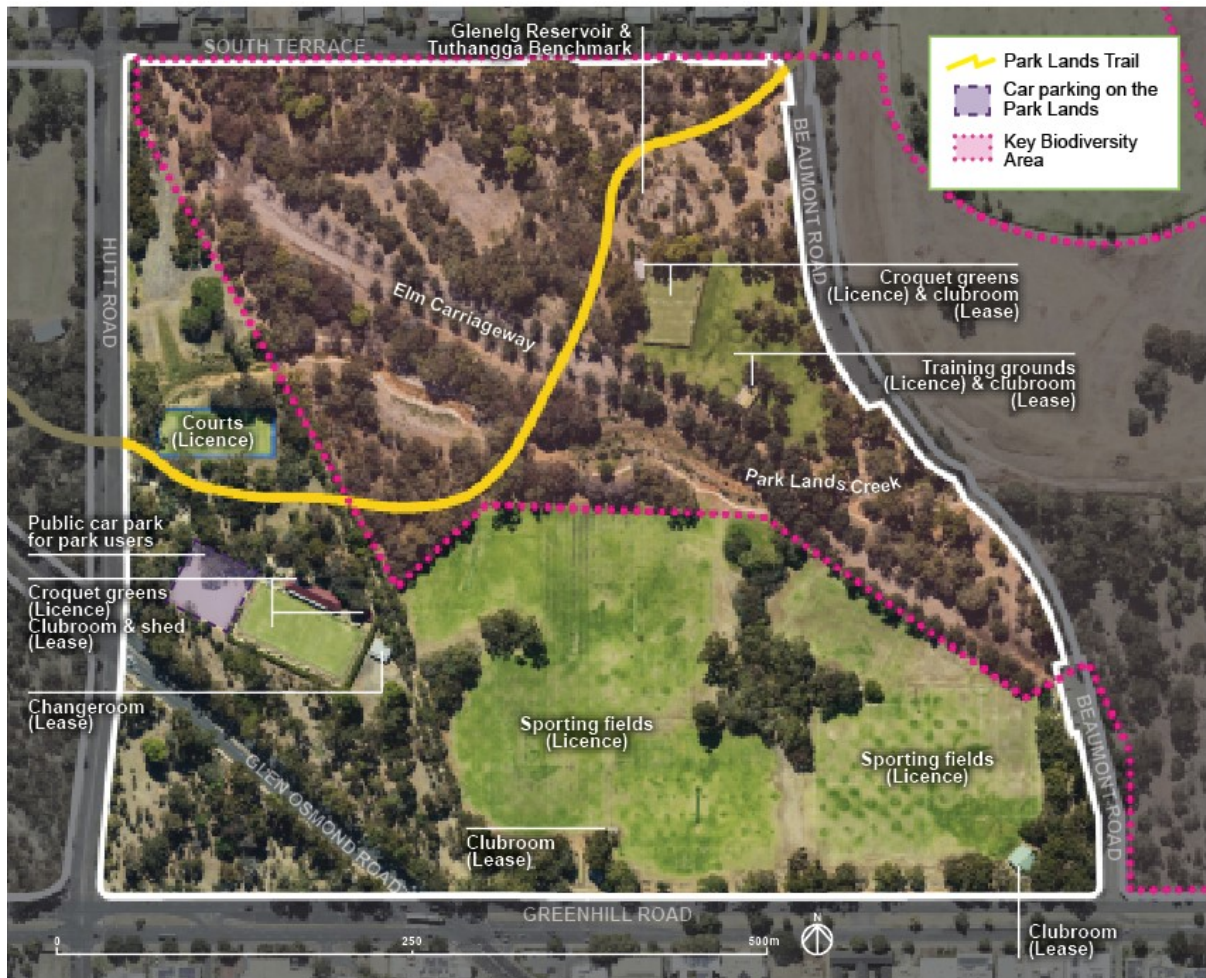 SOUTH TERRACE
Glenelg Reservoir &
Tuthangga Benchmark
Park Lands Trail
Car parking on the
Park Lands
Key Biodiversity
Area
BEAUMONT ROAD
HUTT ROAD
Elm Carriageway
Croquet greens
(Licence) & clubroom
(Lease)
Training grounds
(Licence) & clubroom
(Lease)
Courts
(Licence)
Park Lands Creek
Public car park
for park users
Croquet greens
(Licence)
Clubroom & shed
(Lease)
Changeroom
(Lease)
Sporting fields
(Licence)
Sporting fields
(Licence)
BEAUMONT ROAD
GLEN OSMOND ROAD
Clubroom
(Lease)
GREENHILL ROAD
Clubroom
(Lease)
0 250 500m
N